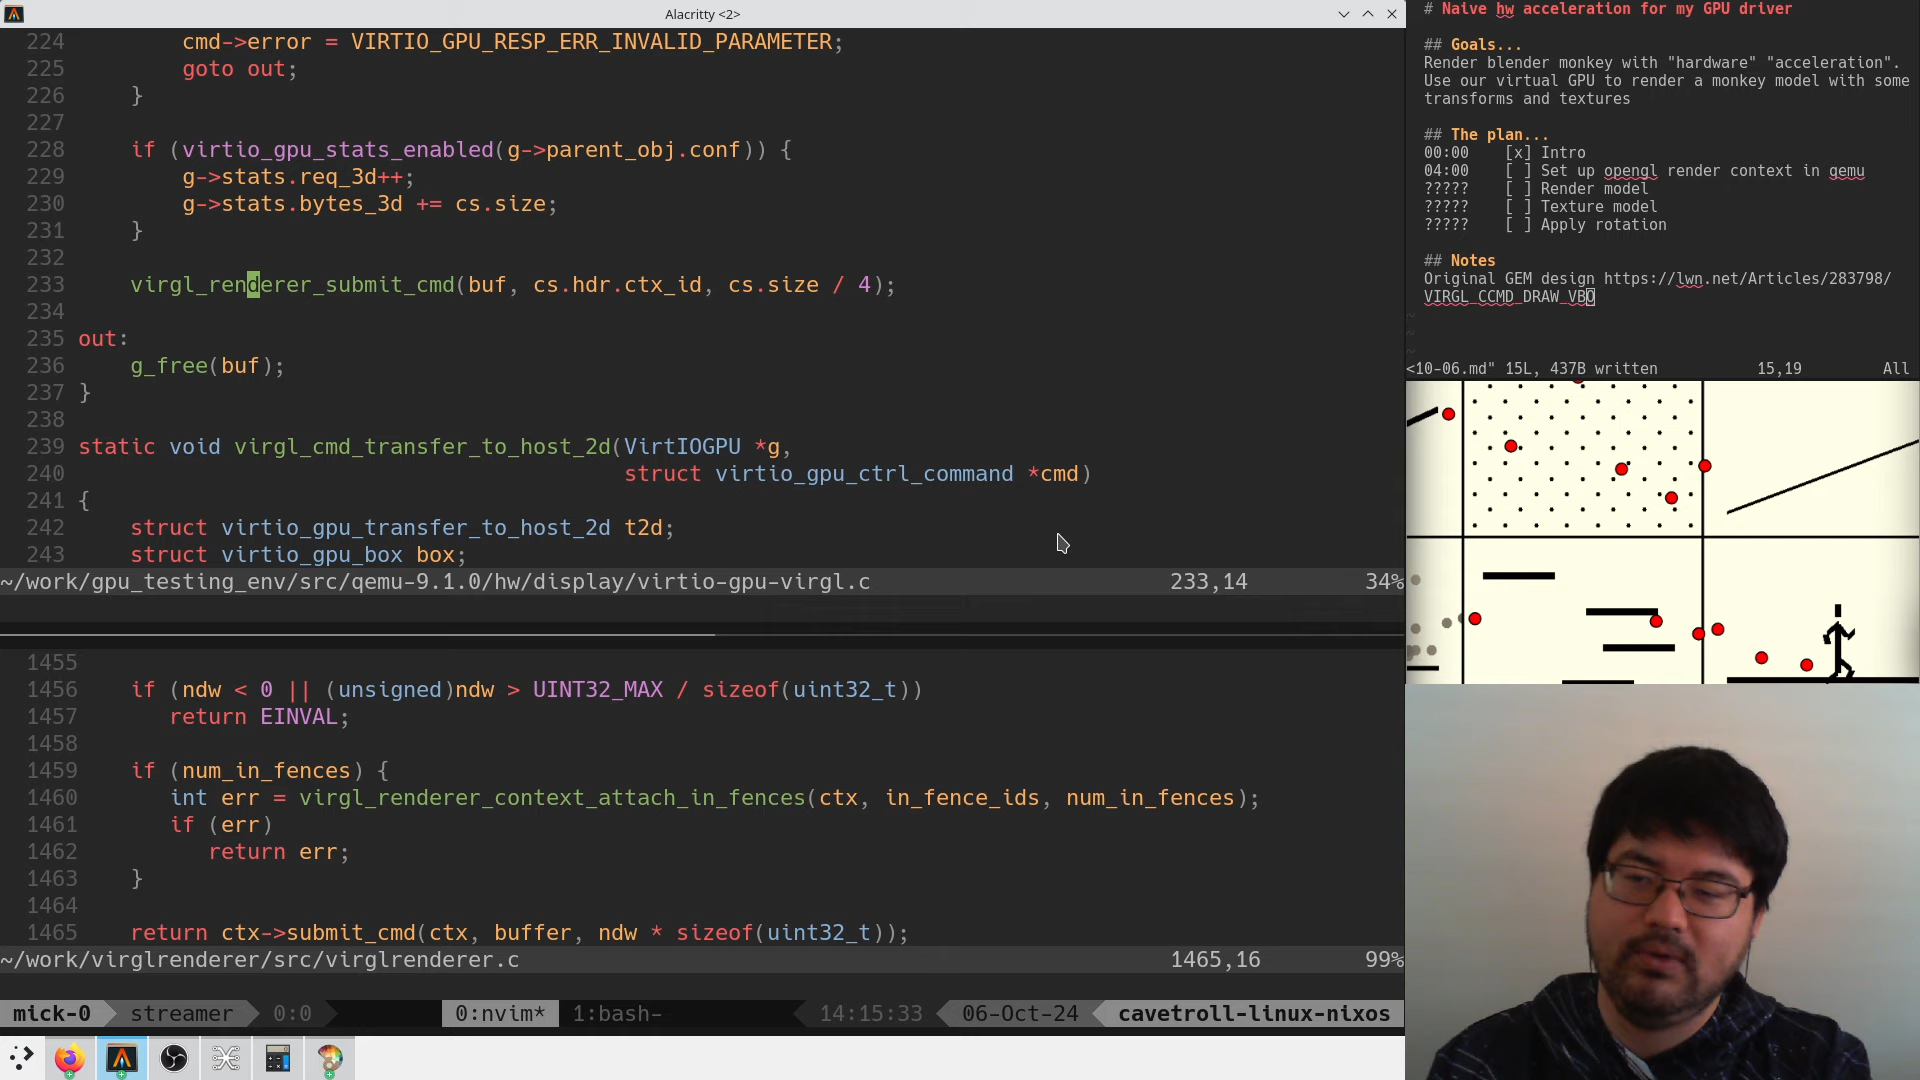 Alacritty <2>
224 cmd->error = VIRTIO_GPU_RESP_ERR_INVALID_PARAMETER;
225 goto out;
226 }
227
228 if (virtio_gpu_stats_enabled(g->parent_obj.conf)) {
229 g->stats.req_3d++;
230 g->stats.bytes_3d += cs.size;
231 }
232
233 virgl_renderer_submit_cmd(buf, cs.hdr.ctx_id, cs.size / 4);
234
235 out:
236 g_free(buf);
237 }
238
239 static void virgl_cmd_transfer_to_host_2d(VirtIOGPU *g,
240 struct virtio_gpu_ctrl_command *cmd)
241 {
242 struct virtio_gpu_transfer_to_host_2d t2d;
243 struct virtio_gpu_box box;
~/work/gpu_testing_env/src/qemu-9.1.0/hw/display/virtio-gpu-virgl.c 233,14 34%
1455
1456 if (ndw < 0 || (unsigned)ndw > UINT32_MAX / sizeof(uint32_t))
1457 return EINVAL;
1458
1459 if (num_in_fences) {
1460 int err = virgl_renderer_context_attach_in_fences(ctx, in_fence_ids, num_in_fences);
1461 if (err)
1462 return err;
1463 }
1464
1465 return ctx->submit_cmd(ctx, buffer, ndw * sizeof(uint32_t));
~/work/virglrenderer/src/virglrenderer.c 1465,16 99%
mick-0 streamer 0:0 0:nvim* 1:bash- 14:15:33 06-Oct-24 cavetroll-linux-nixos
# Naive hw acceleration for my GPU driver
## Goals...
Render blender monkey with "hardware" "acceleration".
Use our virtual GPU to render a monkey model with some
transforms and textures
## The plan...
00:00 [x] Intro
04:00 [ ] Set up opengl render context in qemu
????? [ ] Render model
????? [ ] Texture model
????? [ ] Apply rotation
## Notes
Original GEM design https://lwn.net/Articles/283798/
VIRGL_CCMD_DRAW_VBO
~
~
~
<10-06.md" 15L, 437B written 15,19 All